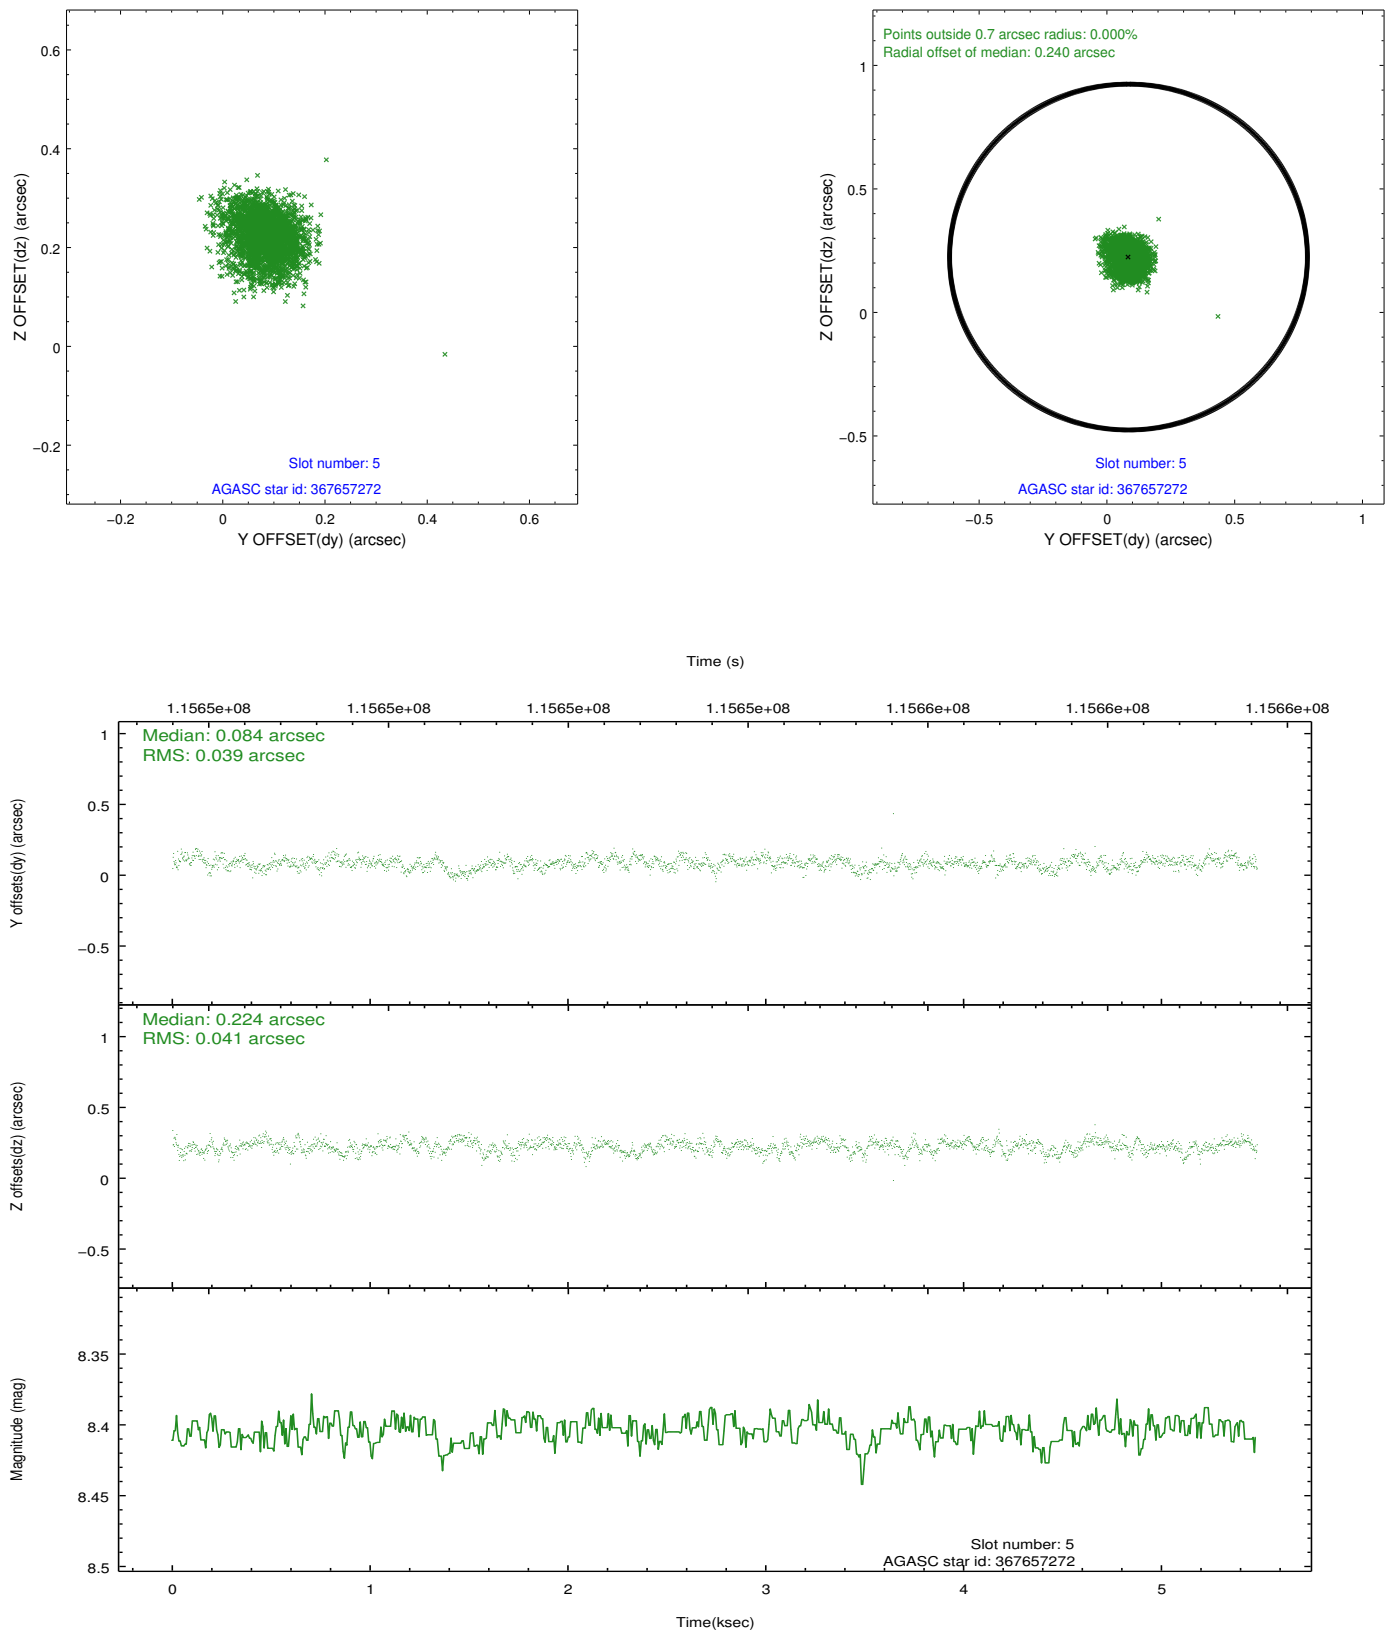 0.6
0.4
0.2
0
−0.2
Z OFFSET(dz) (arcsec)
Slot number: 5
AGASC star id: 367657272
−0.2 0 0.2 0.4 0.6
Y OFFSET(dy) (arcsec)
Points outside 0.7 arcsec radius: 0.000%
Radial offset of median: 0.240 arcsec
1
0.5
0
−0.5
Z OFFSET(dz) (arcsec)
Slot number: 5
AGASC star id: 367657272
−0.5 0 0.5 1
Y OFFSET(dy) (arcsec)
Time (s)
1.1565e+08 1.1565e+08 1.1565e+08 1.1565e+08 1.1566e+08 1.1566e+08 1.1566e+08
Median: 0.084 arcsec
RMS: 0.039 arcsec
1
0.5
0
−0.5
Y offsets(dy) (arcsec)
Median: 0.224 arcsec
RMS: 0.041 arcsec
1
0.5
0
−0.5
Z offsets(dz) (arcsec)
8.35
8.4
8.45
8.5
Magnitude (mag)
Slot number: 5
AGASC star id: 367657272
0 1 2 3 4 5
Time(ksec)